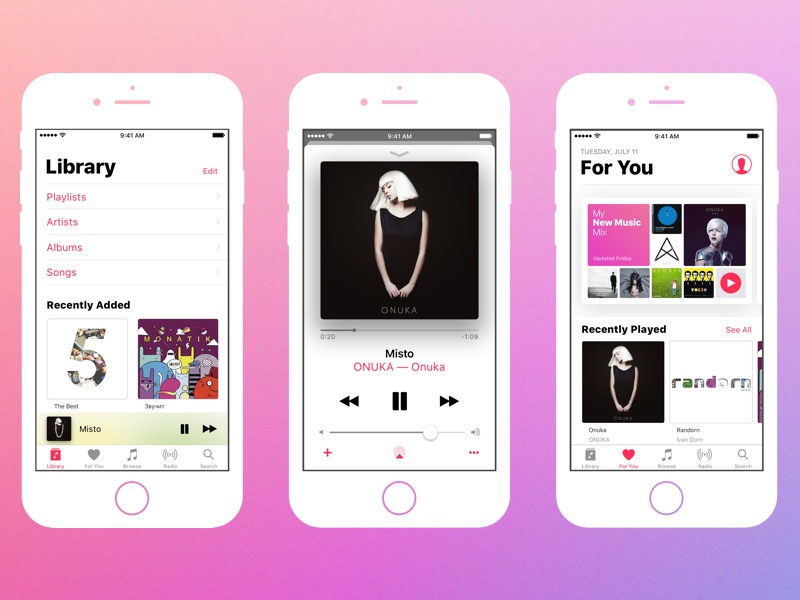 9:41 AM
Library
Edit
Playlists
Artists
Albums
Songs
Recently Added
5
MONATIK
The Best
Звучит
Misto
Library
For You
Browse
Radio
Search
9:41 AM
ONUKA
0:20
-1:09
Misto
ONUKA — Onuka
9:41 AM
TUESDAY, JULY 11
For You
My
New Music
Mix
Updated Friday
ONUKA
Recently Played
See All
ONUKA
randorn
Onuka
ONUKA
Randorn
Ivan Dorn
Library
For You
Browse
Radio
Search